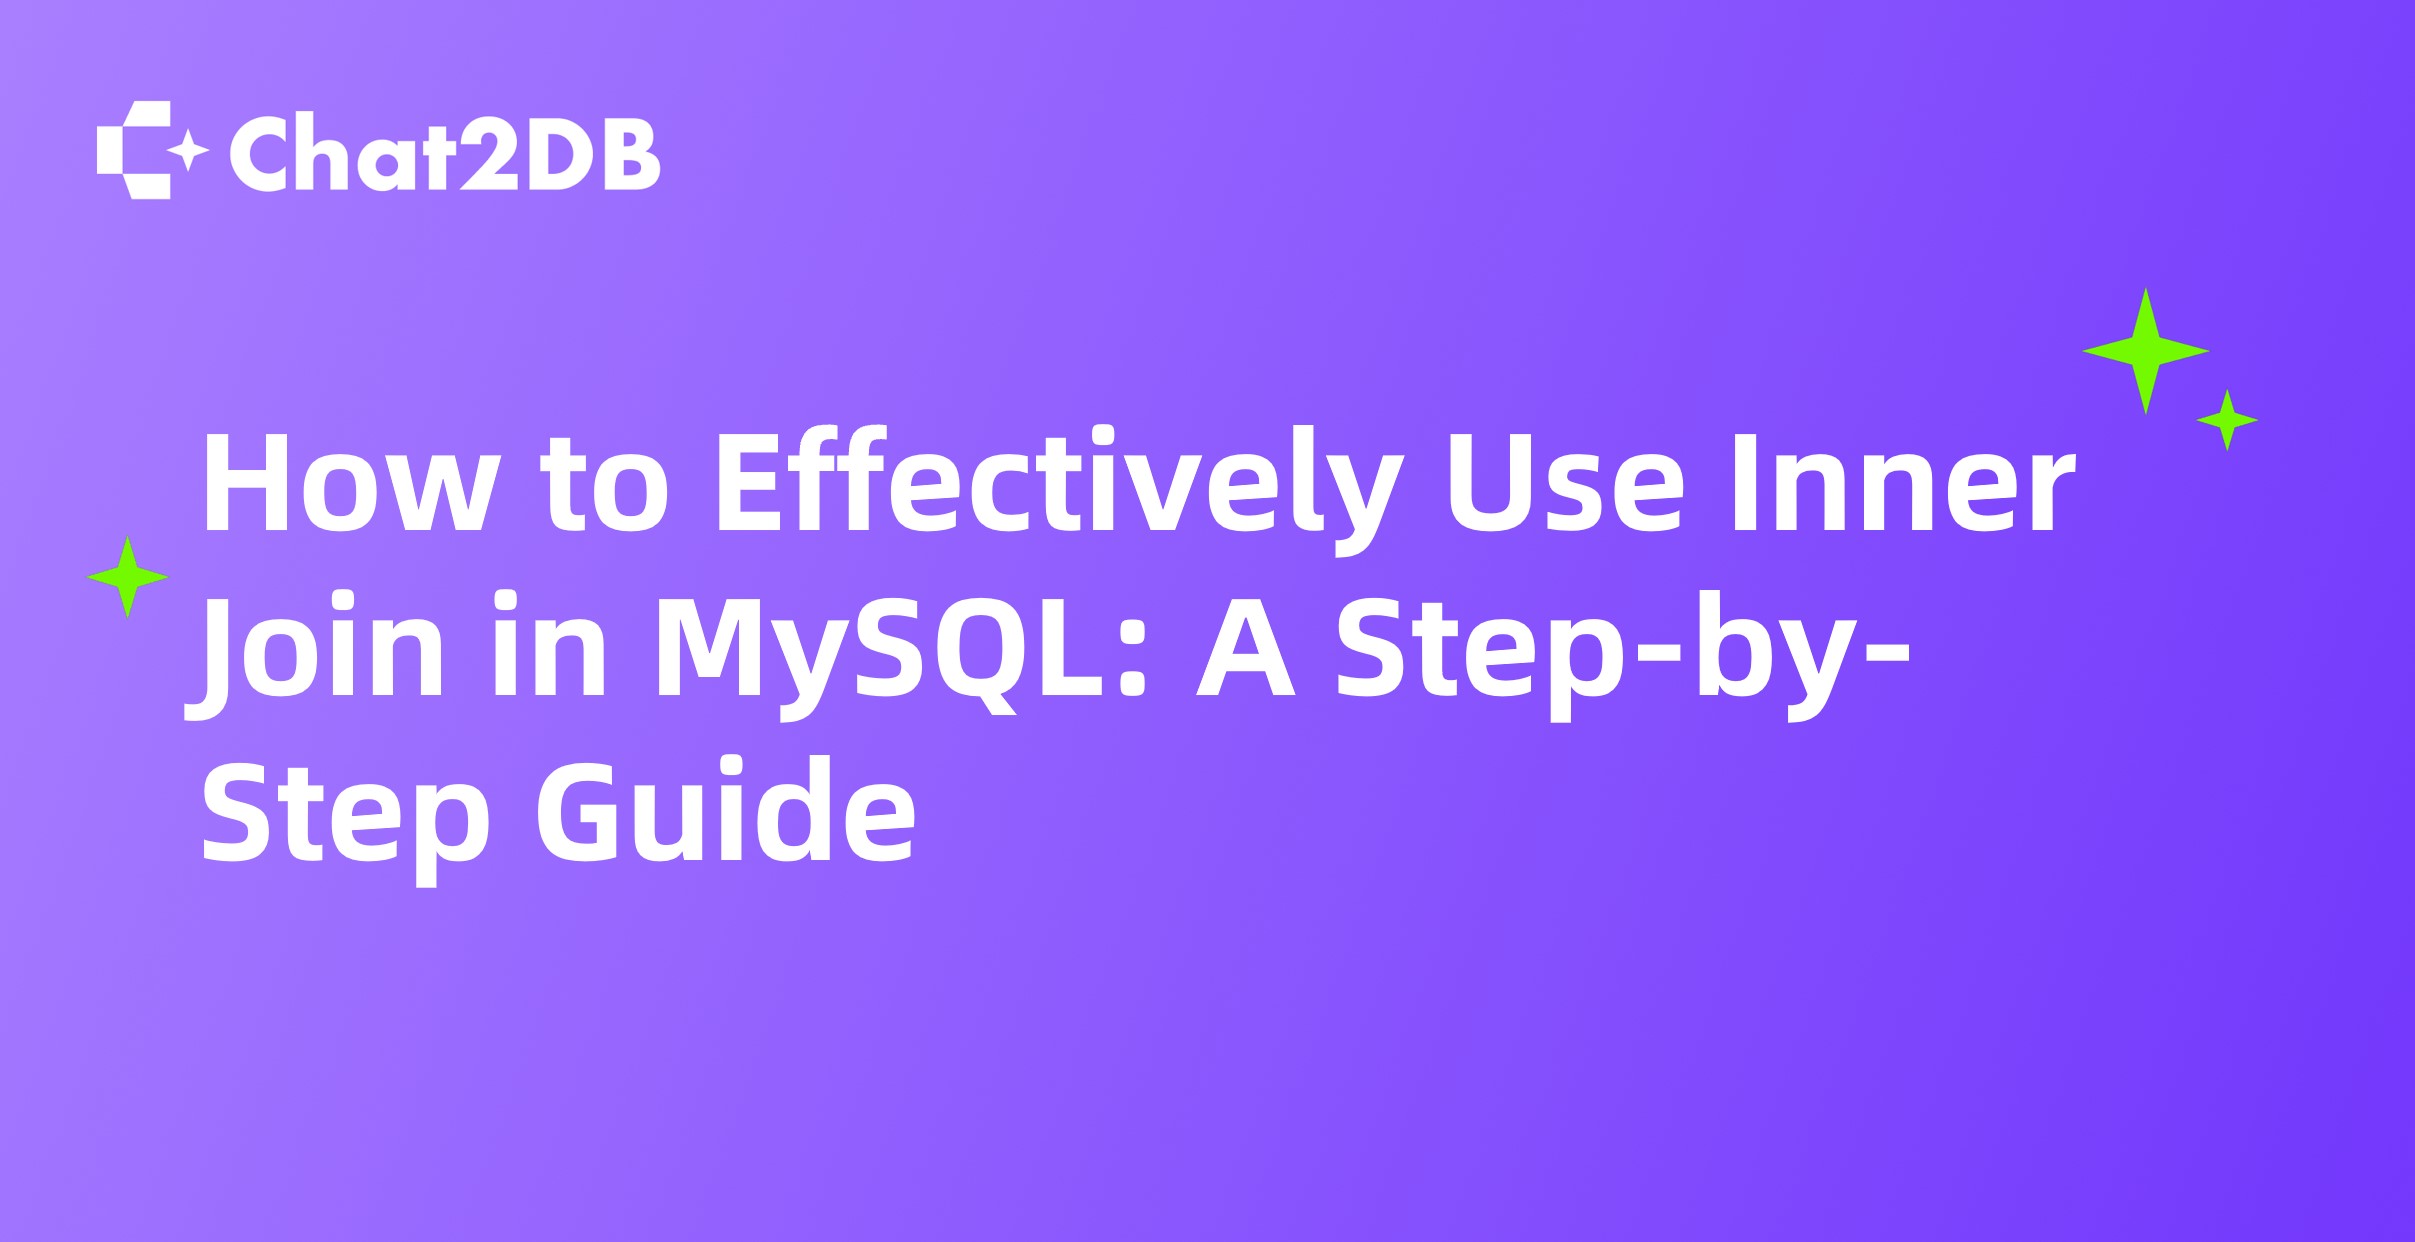 Chat2DB
How to Effectively Use Inner
Join in MySQL: A Step-by-
Step Guide